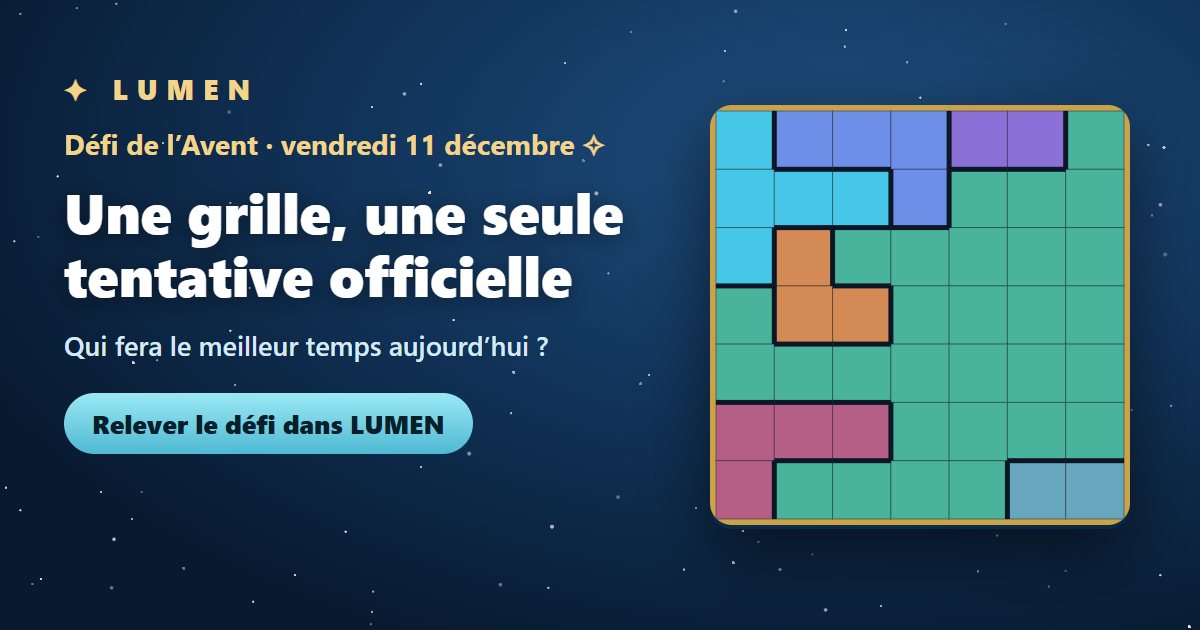 ✦ LUMEN
Défi de l’Avent · vendredi 11 décembre ✧
Une grille, une seule
tentative officielle
Qui fera le meilleur temps aujourd’hui ?
Relever le défi dans LUMEN